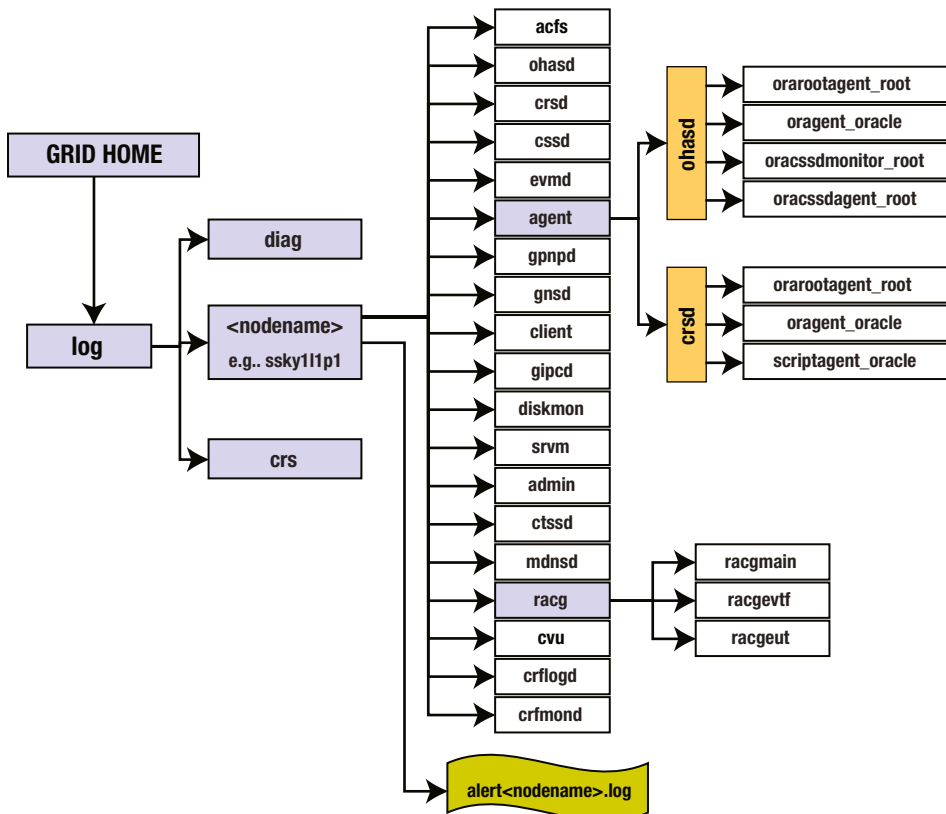 GRID HOME
log
diag
<nodename>
e.g.. ssky1l1p1
crs
acfs
ohasd
crsd
cssd
evmd
agent
gpnpd
gnsd
client
gipcd
diskmon
srvm
admin
ctssd
mdnsd
racg
cvu
crflogd
crfmond
alert<nodename>.log
ohasd
orarootagent_root
oragent_oracle
oracssdmonitor_root
oracssdagent_root
crsd
orarootagent_root
oragent_oracle
scriptagent_oracle
racgmain
racgevtf
racgeut